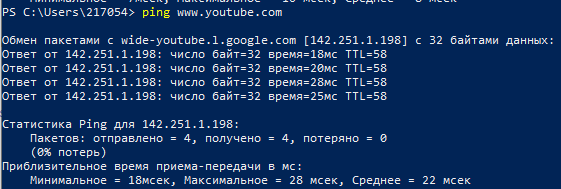 Минимальное = 7мсек, Максимальное = 10 мсек, Среднее = 8 мсек
PS C:\Users\217054> ping www.youtube.com
Обмен пакетами с wide-youtube.l.google.com [142.251.1.198] с 32 байтами данных:
Ответ от 142.251.1.198: число байт=32 время=18мс TTL=58
Ответ от 142.251.1.198: число байт=32 время=20мс TTL=58
Ответ от 142.251.1.198: число байт=32 время=28мс TTL=58
Ответ от 142.251.1.198: число байт=32 время=25мс TTL=58
Статистика Ping для 142.251.1.198:
Пакетов: отправлено = 4, получено = 4, потеряно = 0
(0% потерь)
Приблизительное время приема-передачи в мс:
Минимальное = 18мсек, Максимальное = 28 мсек, Среднее = 22 мсек